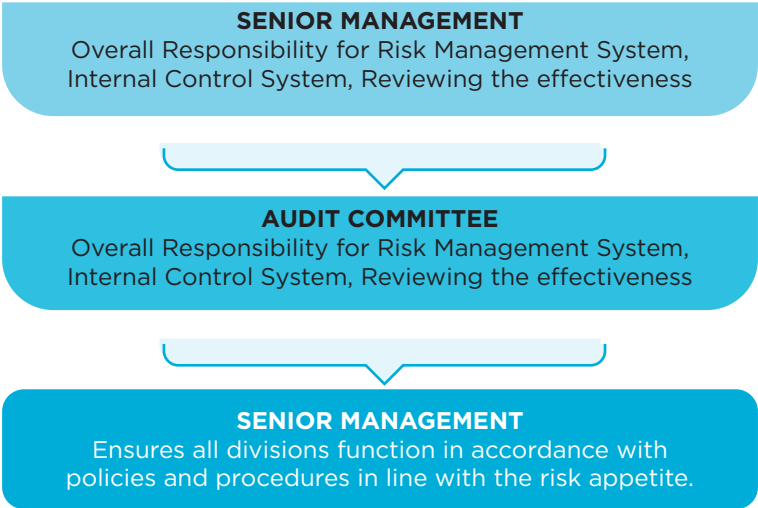 SENIOR MANAGEMENT
Overall Responsibility for Risk Management System,
Internal Control System, Reviewing the effectiveness
AUDIT COMMITTEE
Overall Responsibility for Risk Management System,
Internal Control System, Reviewing the effectiveness
SENIOR MANAGEMENT
Ensures all divisions function in accordance with
policies and procedures in line with the risk appetite.